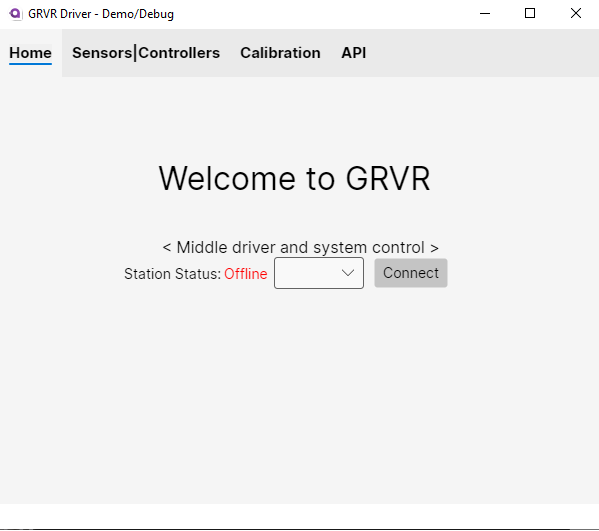 GRVR Driver - Demo/Debug
Home Sensors|Controllers Calibration API
Welcome to GRVR
< Middle driver and system control >
Station Status: Offline Connect